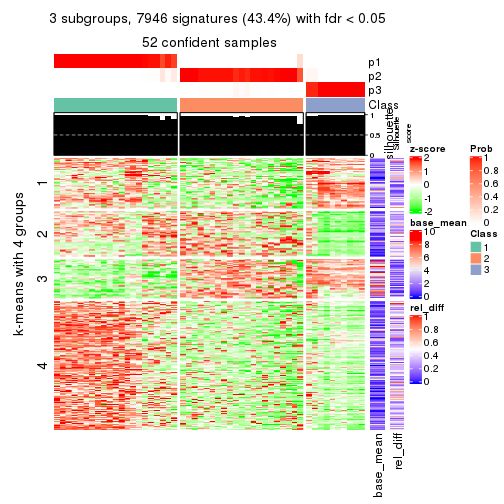 3 subgroups, 7946 signatures (43.4%) with fdr < 0.05
52 confident samples
p1
p2
p3
Class
1
0.5
0
silhouette
Silhouette
score
k-means with 4 groups
1
2
3
4
base_mean
rel_diff
z-score
2
1
0
-1
-2
base_mean
10
8
6
4
2
0
rel_diff
1
0.8
0.6
0.4
0.2
0
Prob
1
0.8
0.6
0.4
0.2
0
Class
1
2
3